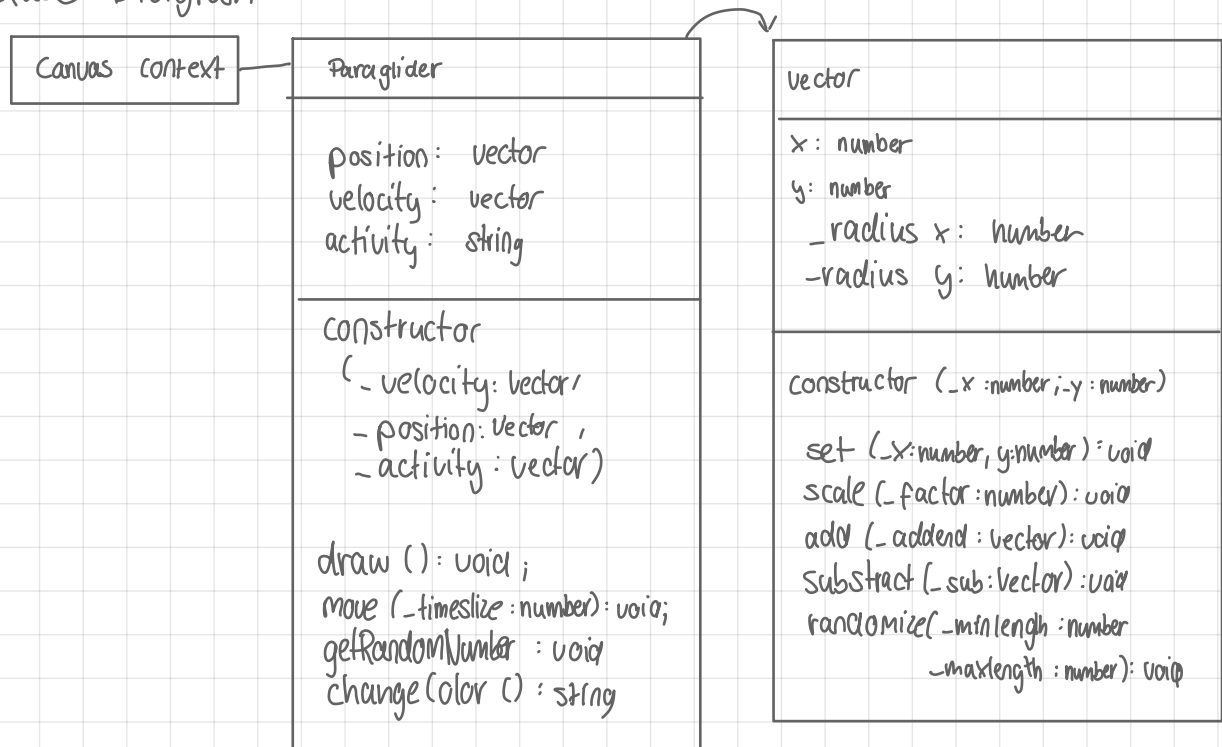 Class Diagram
Canvas context
Paraglider
position: vector
velocity: vector
activity: string
constructor
(_velocity: vector,
_position: vector,
_activity: vector)
draw (): void;
move (_timeslize: number): void;
getRandomNumber : void
changeColor (): string
vector
x: number
y: number
_radius x: number
_radius y: number
constructor (_x :number; _y : number)
set (_x:number, y:number): void
scale (_factor:number): void
add (_addend: vector): void
substract (_sub: vector): void
randomize(_minlength :number
_maxlength : number): void